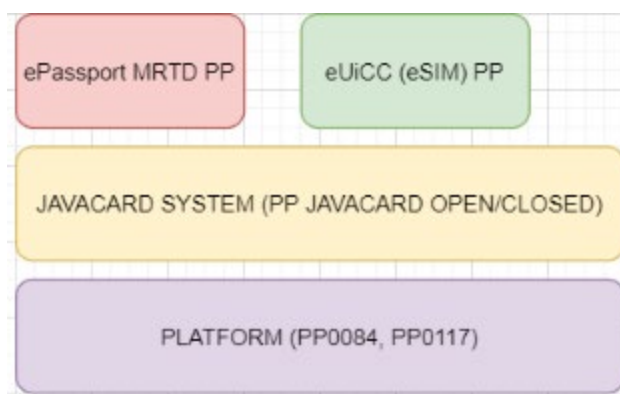 ePassport MRTD PP
eUiCC (eSIM) PP
JAVACARD SYSTEM (PP JAVACARD OPEN/CLOSED)
PLATFORM (PP0084, PP0117)